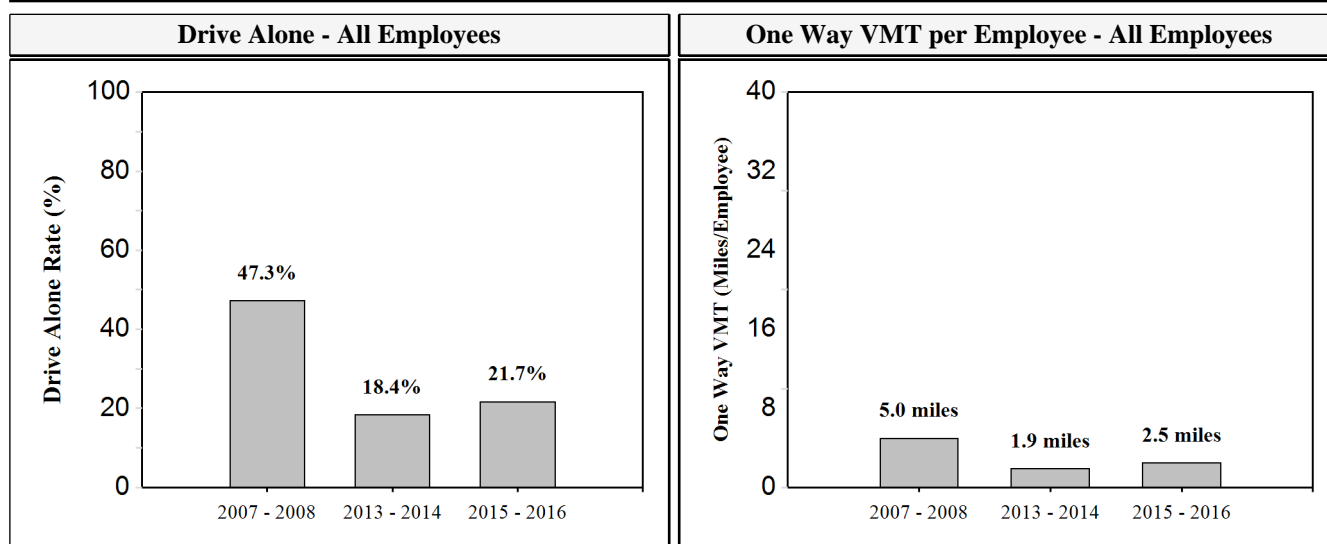 Drive Alone - All Employees
One Way VMT per Employee - All Employees
Drive Alone Rate (%)
100
80
60
40
20
0
47.3%
18.4%
21.7%
2007 - 2008
2013 - 2014
2015 - 2016
One Way VMT (Miles/Employee)
40
32
24
16
8
0
5.0 miles
1.9 miles
2.5 miles
2007 - 2008
2013 - 2014
2015 - 2016